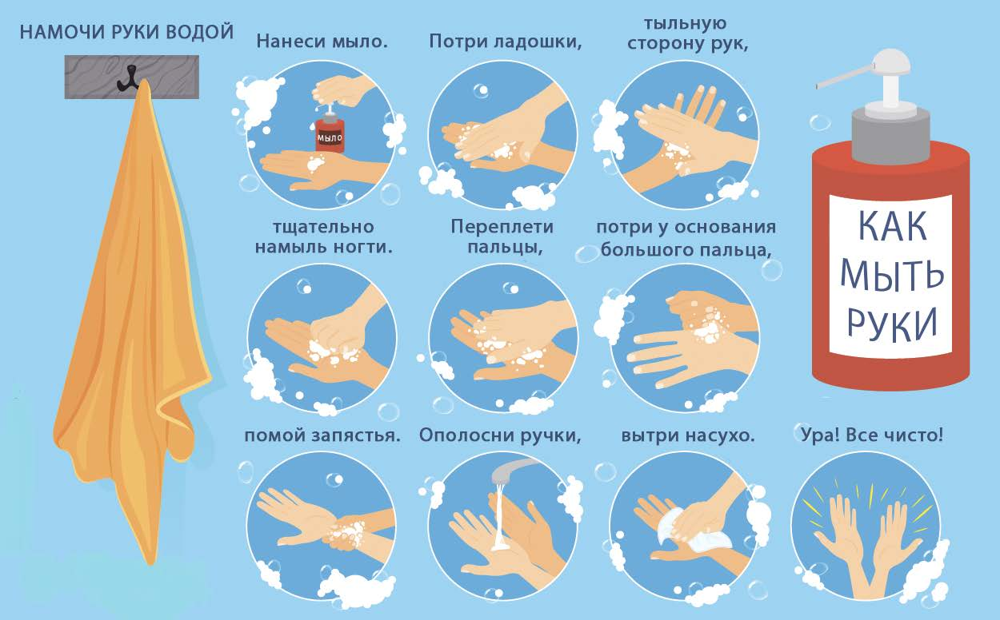 НАМОЧИ РУКИ ВОДОЙ
Нанеси мыло.
МЫЛО
Потри ладошки,
тыльную
сторону рук,
тщательно
намыль ногти.
Переплети
пальцы,
потри у основания
большого пальца,
КАК
МЫТЬ
РУКИ
помой запястья.
Ополосни ручки,
вытри насухо.
Ура! Все чисто!